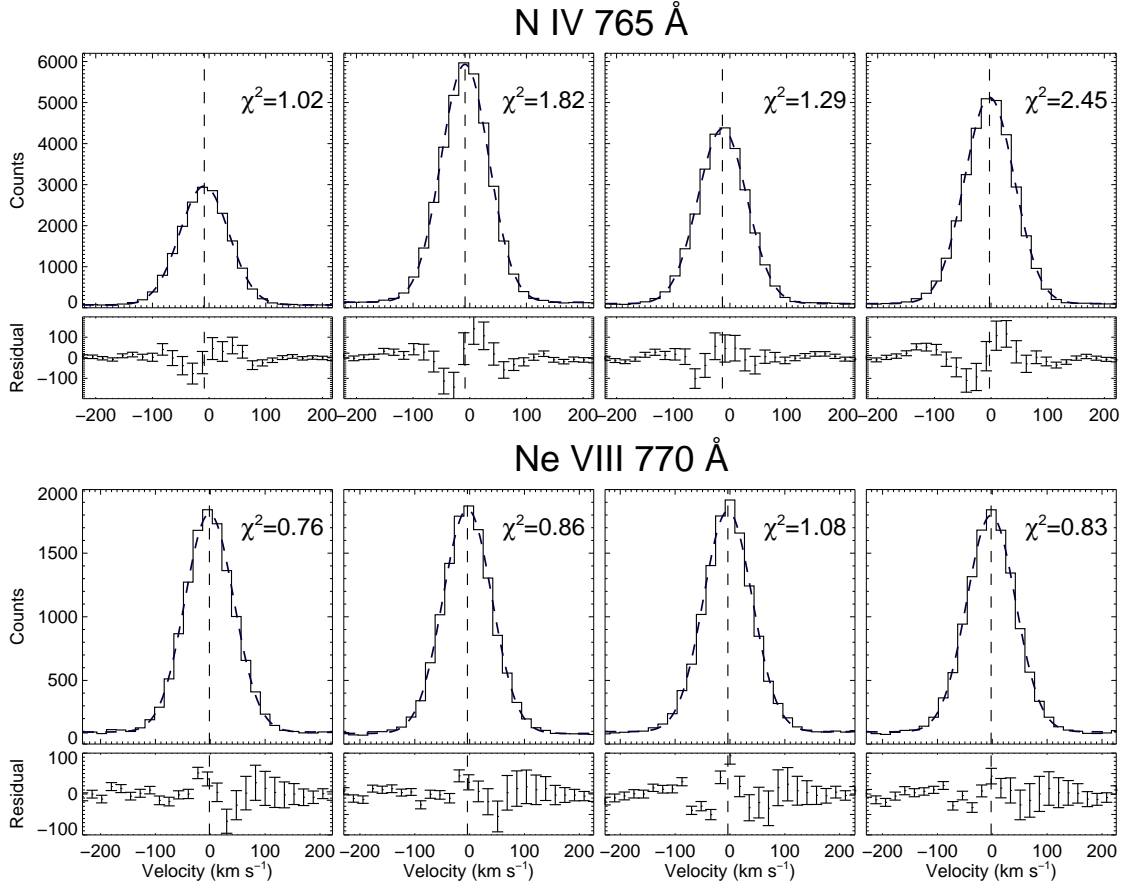 N IV 765 Å
6000
5000
4000
3000
2000
1000
0
Counts
χ²=1.02
χ²=1.82
χ²=1.29
χ²=2.45
100
0
−100
Residual
−200 −100 0 100 200
−200 −100 0 100 200
−200 −100 0 100 200
−200 −100 0 100 200
Ne VIII 770 Å
2000
1500
1000
500
0
Counts
χ²=0.76
χ²=0.86
χ²=1.08
χ²=0.83
100
0
−100
Residual
−200 −100 0 100 200
−200 −100 0 100 200
−200 −100 0 100 200
−200 −100 0 100 200
Velocity (km s⁻¹)
Velocity (km s⁻¹)
Velocity (km s⁻¹)
Velocity (km s⁻¹)